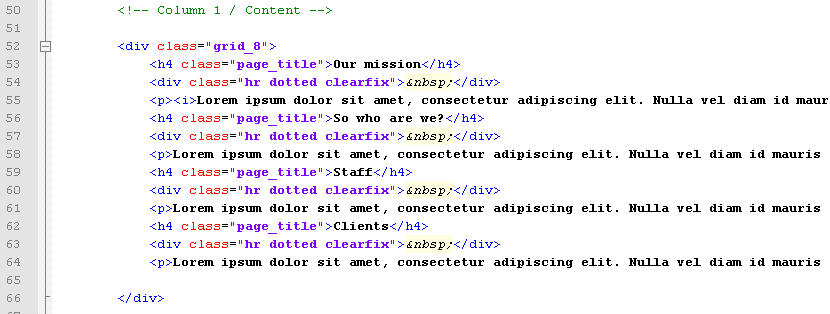 50 <!-- Column 1 / Content -->
51
52 <div class="grid_8">
53 <h4 class="page_title">Our mission</h4>
54 <div class="hr dotted clearfix">&nbsp;</div>
55 <p><i>Lorem ipsum dolor sit amet, consectetur adipiscing elit. Nulla vel diam id maur
56 <h4 class="page_title">So who are we?</h4>
57 <div class="hr dotted clearfix">&nbsp;</div>
58 <p>Lorem ipsum dolor sit amet, consectetur adipiscing elit. Nulla vel diam id mauris
59 <h4 class="page_title">Staff</h4>
60 <div class="hr dotted clearfix">&nbsp;</div>
61 <p>Lorem ipsum dolor sit amet, consectetur adipiscing elit. Nulla vel diam id mauris
62 <h4 class="page_title">Clients</h4>
63 <div class="hr dotted clearfix">&nbsp;</div>
64 <p>Lorem ipsum dolor sit amet, consectetur adipiscing elit. Nulla vel diam id mauris
65
66 </div>